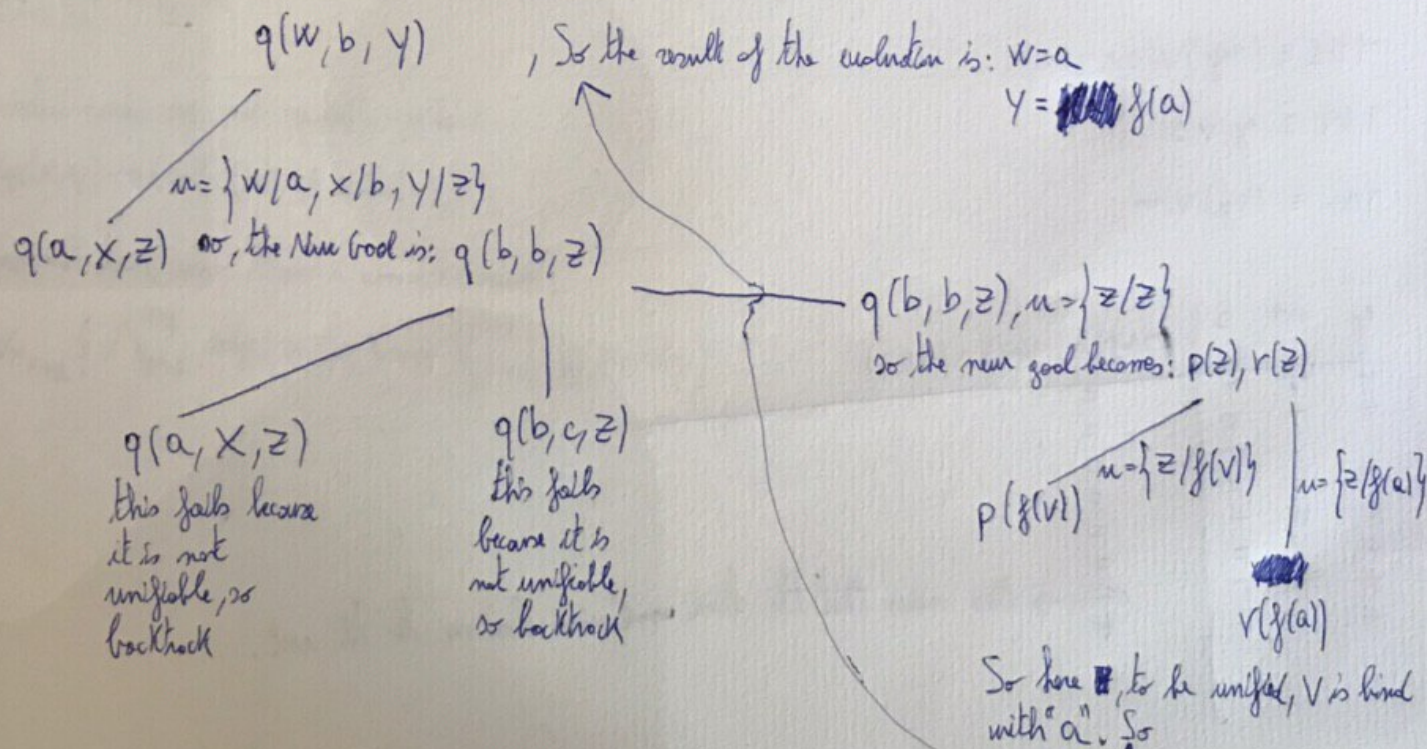 q(W, b, Y) , So the result of the evaluation is: W=a
Y = f(a)
u={W/a, X/b, Y/Z}
q(a, X, Z) so, the New Goal is: q(b, b, Z)
q(b, b, Z), u={Z/Z}
so the new goal becomes: p(Z), r(Z)
q(a, X, Z)
this fails because
it is not
unifiable, so
backtrack
q(b, c, Z)
this fails
because it is
not unifiable,
so backtrack
u={Z/f(V)}
p(f(V))
u={Z/f(a)}
r(f(a))
So here, to be unified, V is bind
with "a". So